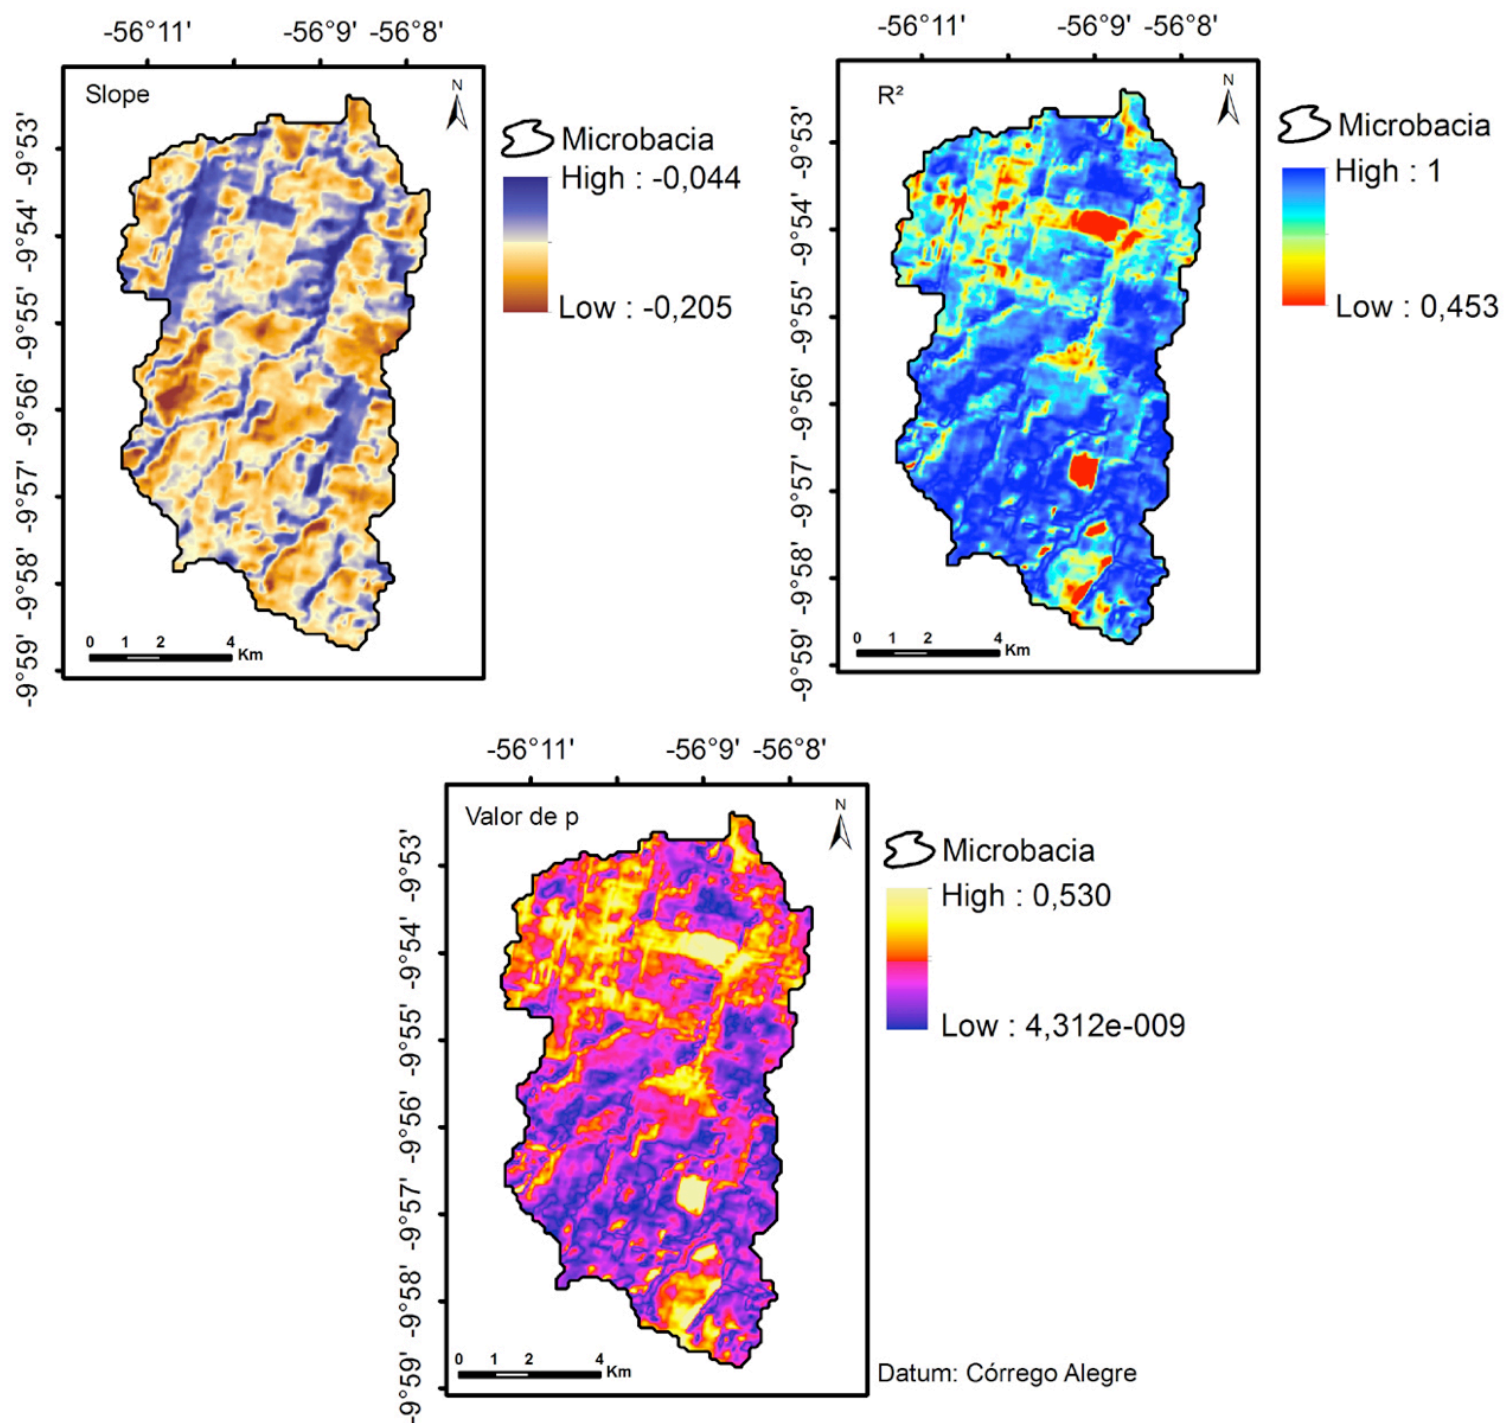 -56°11' -56°9' -56°8'
Slope
N
-9°53'
-9°54'
-9°55'
-9°56'
-9°57'
-9°58'
-9°59'
0 1 2 4 Km
Microbacia
High : -0,044
Low : -0,205
-56°11' -56°9' -56°8'
R²
N
-9°53'
-9°54'
-9°55'
-9°56'
-9°57'
-9°58'
-9°59'
0 1 2 4 Km
Microbacia
High : 1
Low : 0,453
-56°11' -56°9' -56°8'
Valor de p
N
-9°53'
-9°54'
-9°55'
-9°56'
-9°57'
-9°58'
-9°59'
0 1 2 4 Km
Microbacia
High : 0,530
Low : 4,312e-009
Datum: Córrego Alegre